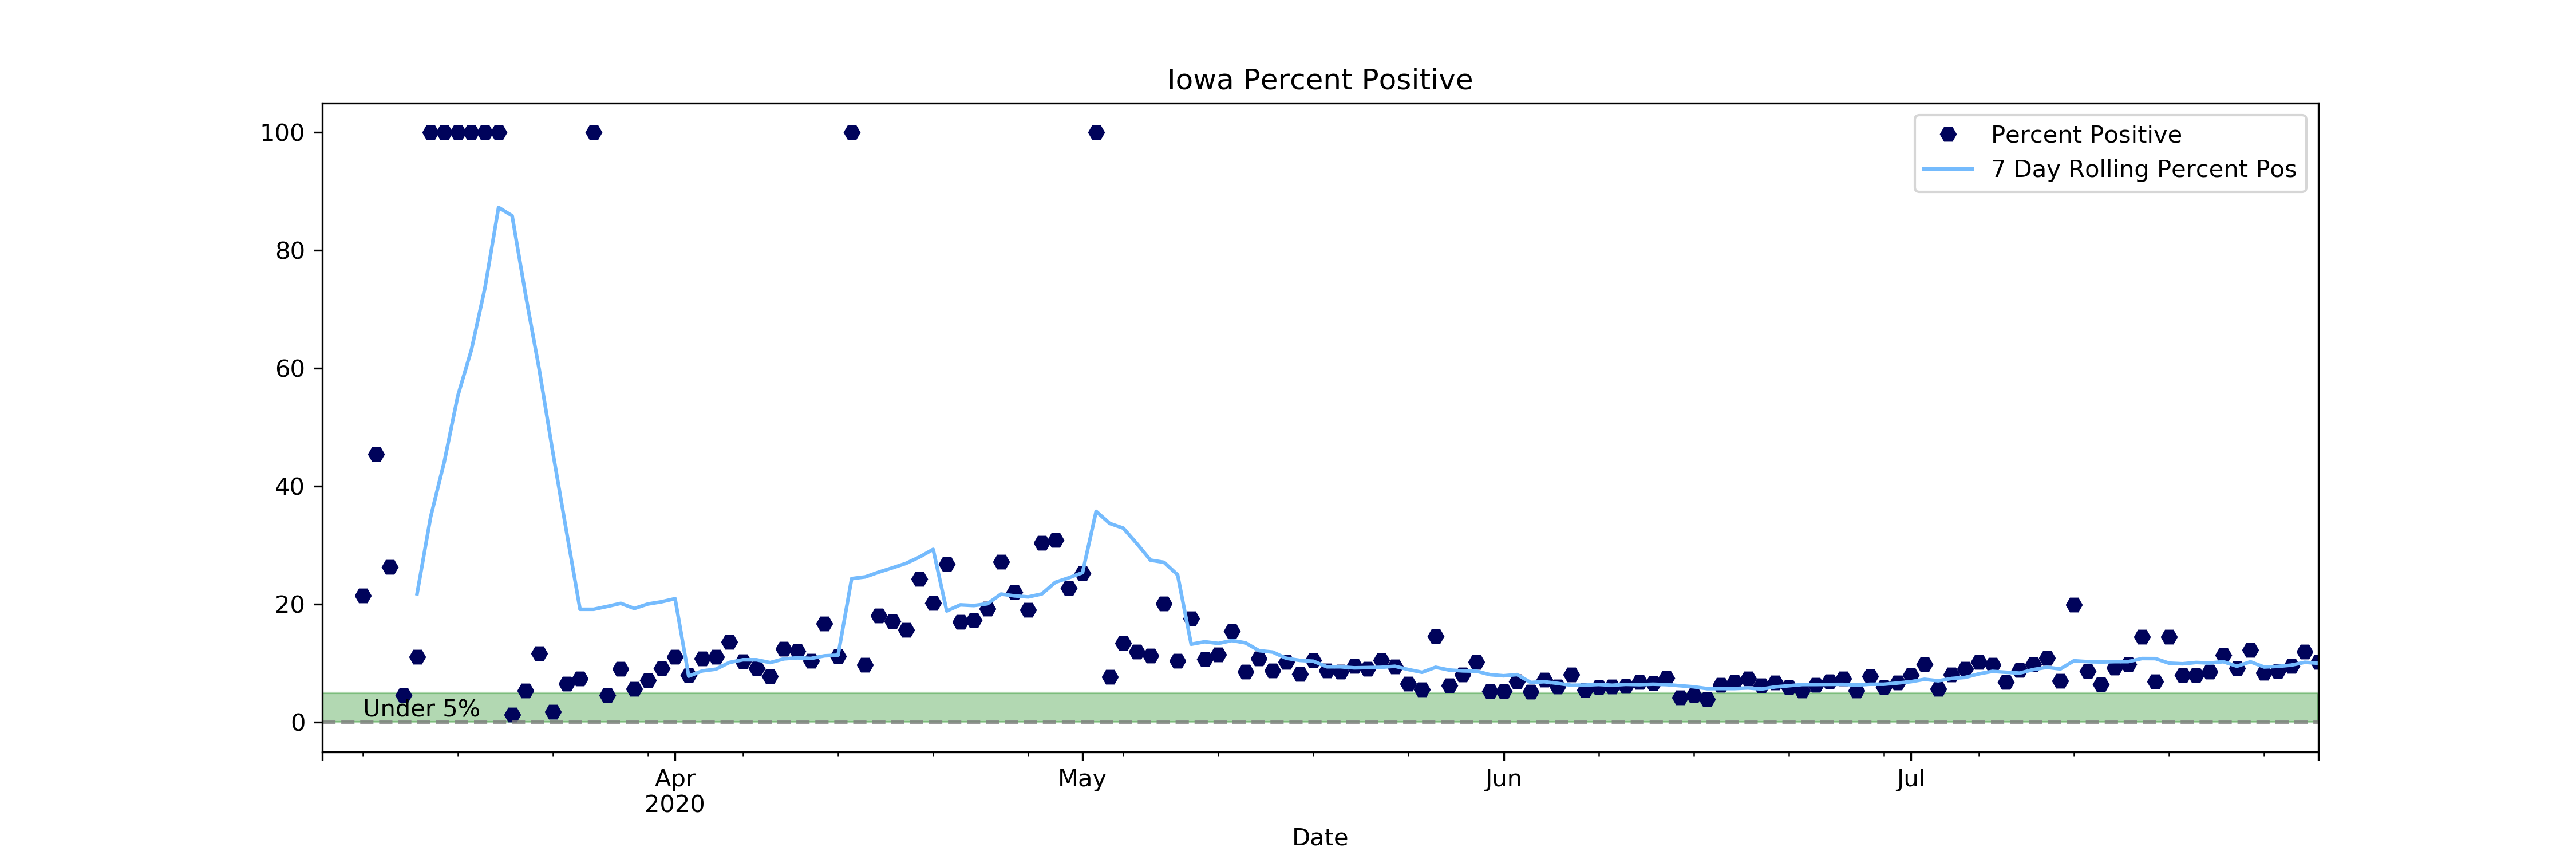 Iowa Percent Positive
Percent Positive
7 Day Rolling Percent Pos
100
80
60
40
20
0
Under 5%
Apr
2020
May
Jun
Jul
Date